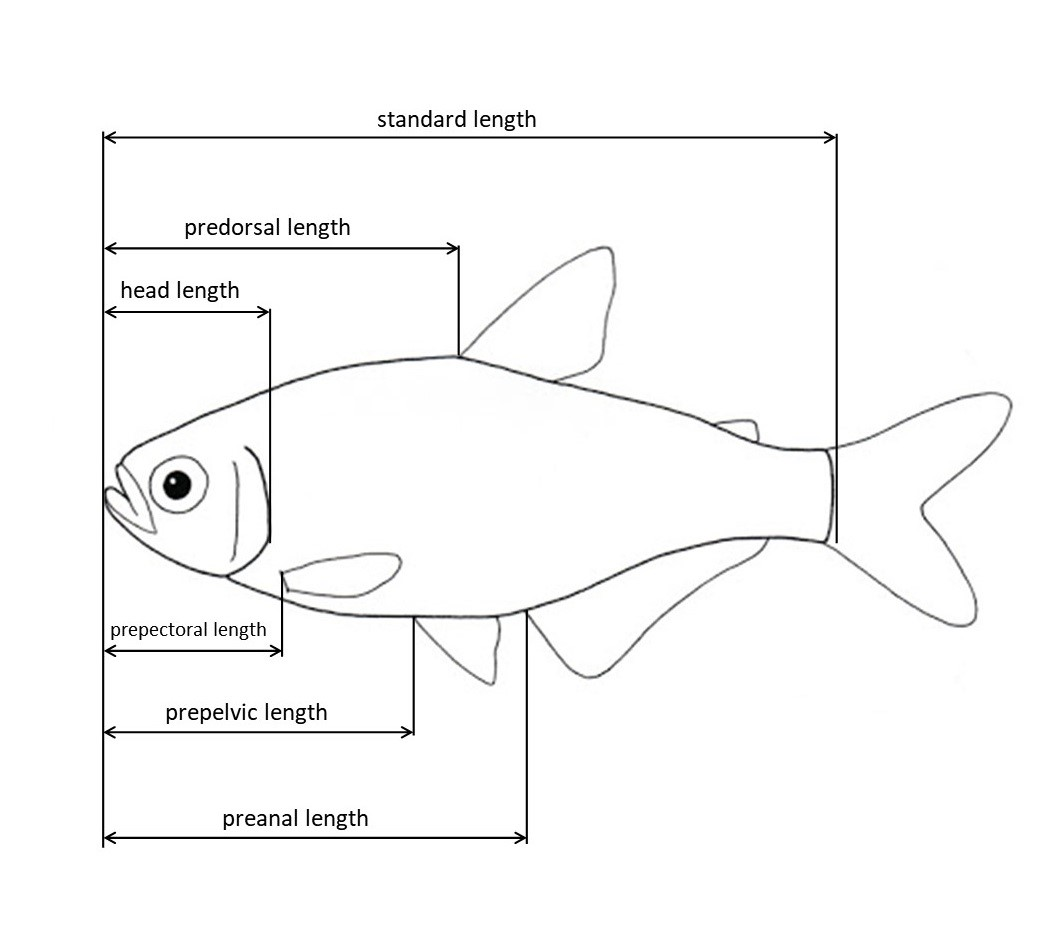 standard length
predorsal length
head length
prepectoral length
prepelvic length
preanal length